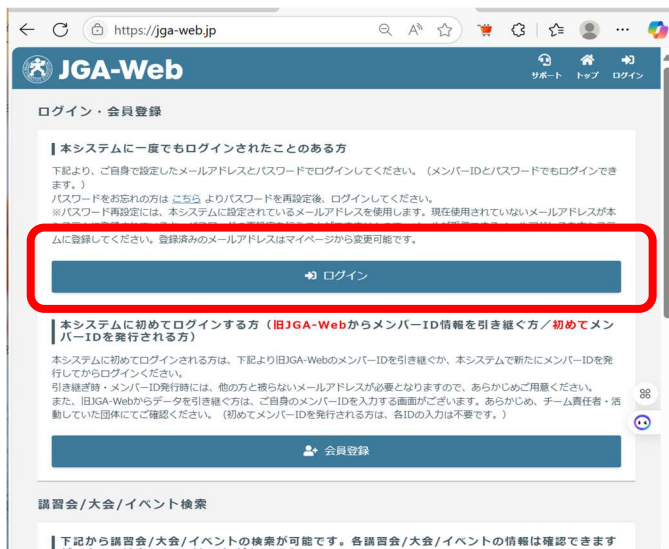 https://jga-web.jp
JGA-Web
サポート トップ ログイン
ログイン・会員登録
本システムに一度でもログインされたことのある方
下記より、ご自身で設定したメールアドレスとパスワードでログインしてください。（メンバーIDとパスワードでもログインでき
ます。）
パスワードをお忘れの方は こちら よりパスワードを再設定後、ログインしてください。
※パスワード再設定には、本システムに設定されているメールアドレスを使用します。現在使用されていないメールアドレスが本
ムに登録してください。登録済みのメールアドレスはマイページから変更可能です。
ログイン
本システムに初めてログインする方（旧JGA-WebからメンバーID情報を引き継ぐ方／初めてメン
バーIDを発行される方）
本システムに初めてログインされる方は、下記より旧JGA-WebのメンバーIDを引き継ぐか、本システムで新たにメンバーIDを発
行してからログインください。
引き継ぎ時・メンバーID発行時には、他の方と被らないメールアドレスが必要となりますので、あらかじめご用意ください。
また、旧JGA-Webからデータを引き継ぐ方は、ご自身のメンバーIDを入力する画面がございます。あらかじめ、チーム責任者・活
動していた団体にてご確認ください。（初めてメンバーIDを発行される方は、各IDの入力は不要です。）
会員登録
講習会/大会/イベント検索
下記から講習会/大会/イベントの検索が可能です。各講習会/大会/イベントの情報は確認できます